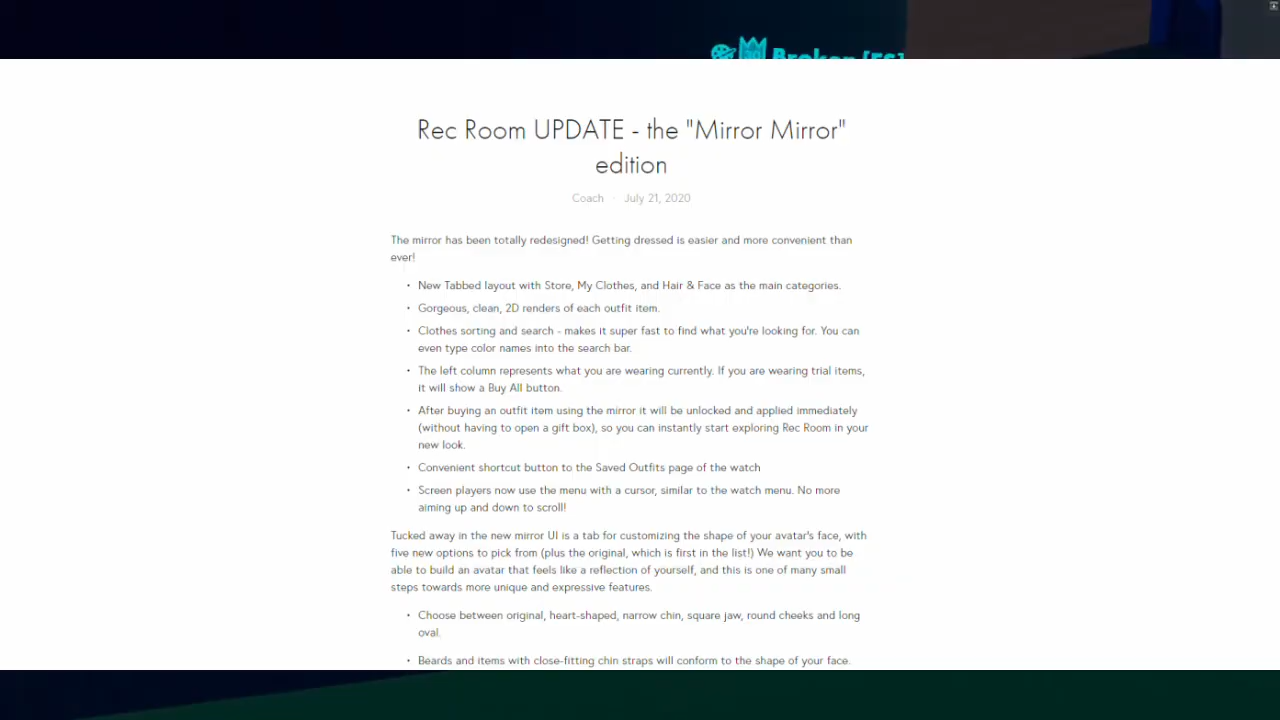 Broken [ES]
Rec Room UPDATE - the "Mirror Mirror"
edition
Coach · July 21, 2020
The mirror has been totally redesigned! Getting dressed is easier and more convenient than
ever!
• New Tabbed layout with Store, My Clothes, and Hair & Face as the main categories.
• Gorgeous, clean, 2D renders of each outfit item.
• Clothes sorting and search - makes it super fast to find what you're looking for. You can
even type color names into the search bar.
• The left column represents what you are wearing currently. If you are wearing trial items,
it will show a Buy All button.
• After buying an outfit item using the mirror it will be unlocked and applied immediately
(without having to open a gift box), so you can instantly start exploring Rec Room in your
new look.
• Convenient shortcut button to the Saved Outfits page of the watch
• Screen players now use the menu with a cursor, similar to the watch menu. No more
aiming up and down to scroll!
Tucked away in the new mirror UI is a tab for customizing the shape of your avatar's face, with
five new options to pick from (plus the original, which is first in the list!) We want you to be
able to build an avatar that feels like a reflection of yourself, and this is one of many small
steps towards more unique and expressive features.
• Choose between original, heart-shaped, narrow chin, square jaw, round cheeks and long
oval.
• Beards and items with close-fitting chin straps will conform to the shape of your face.